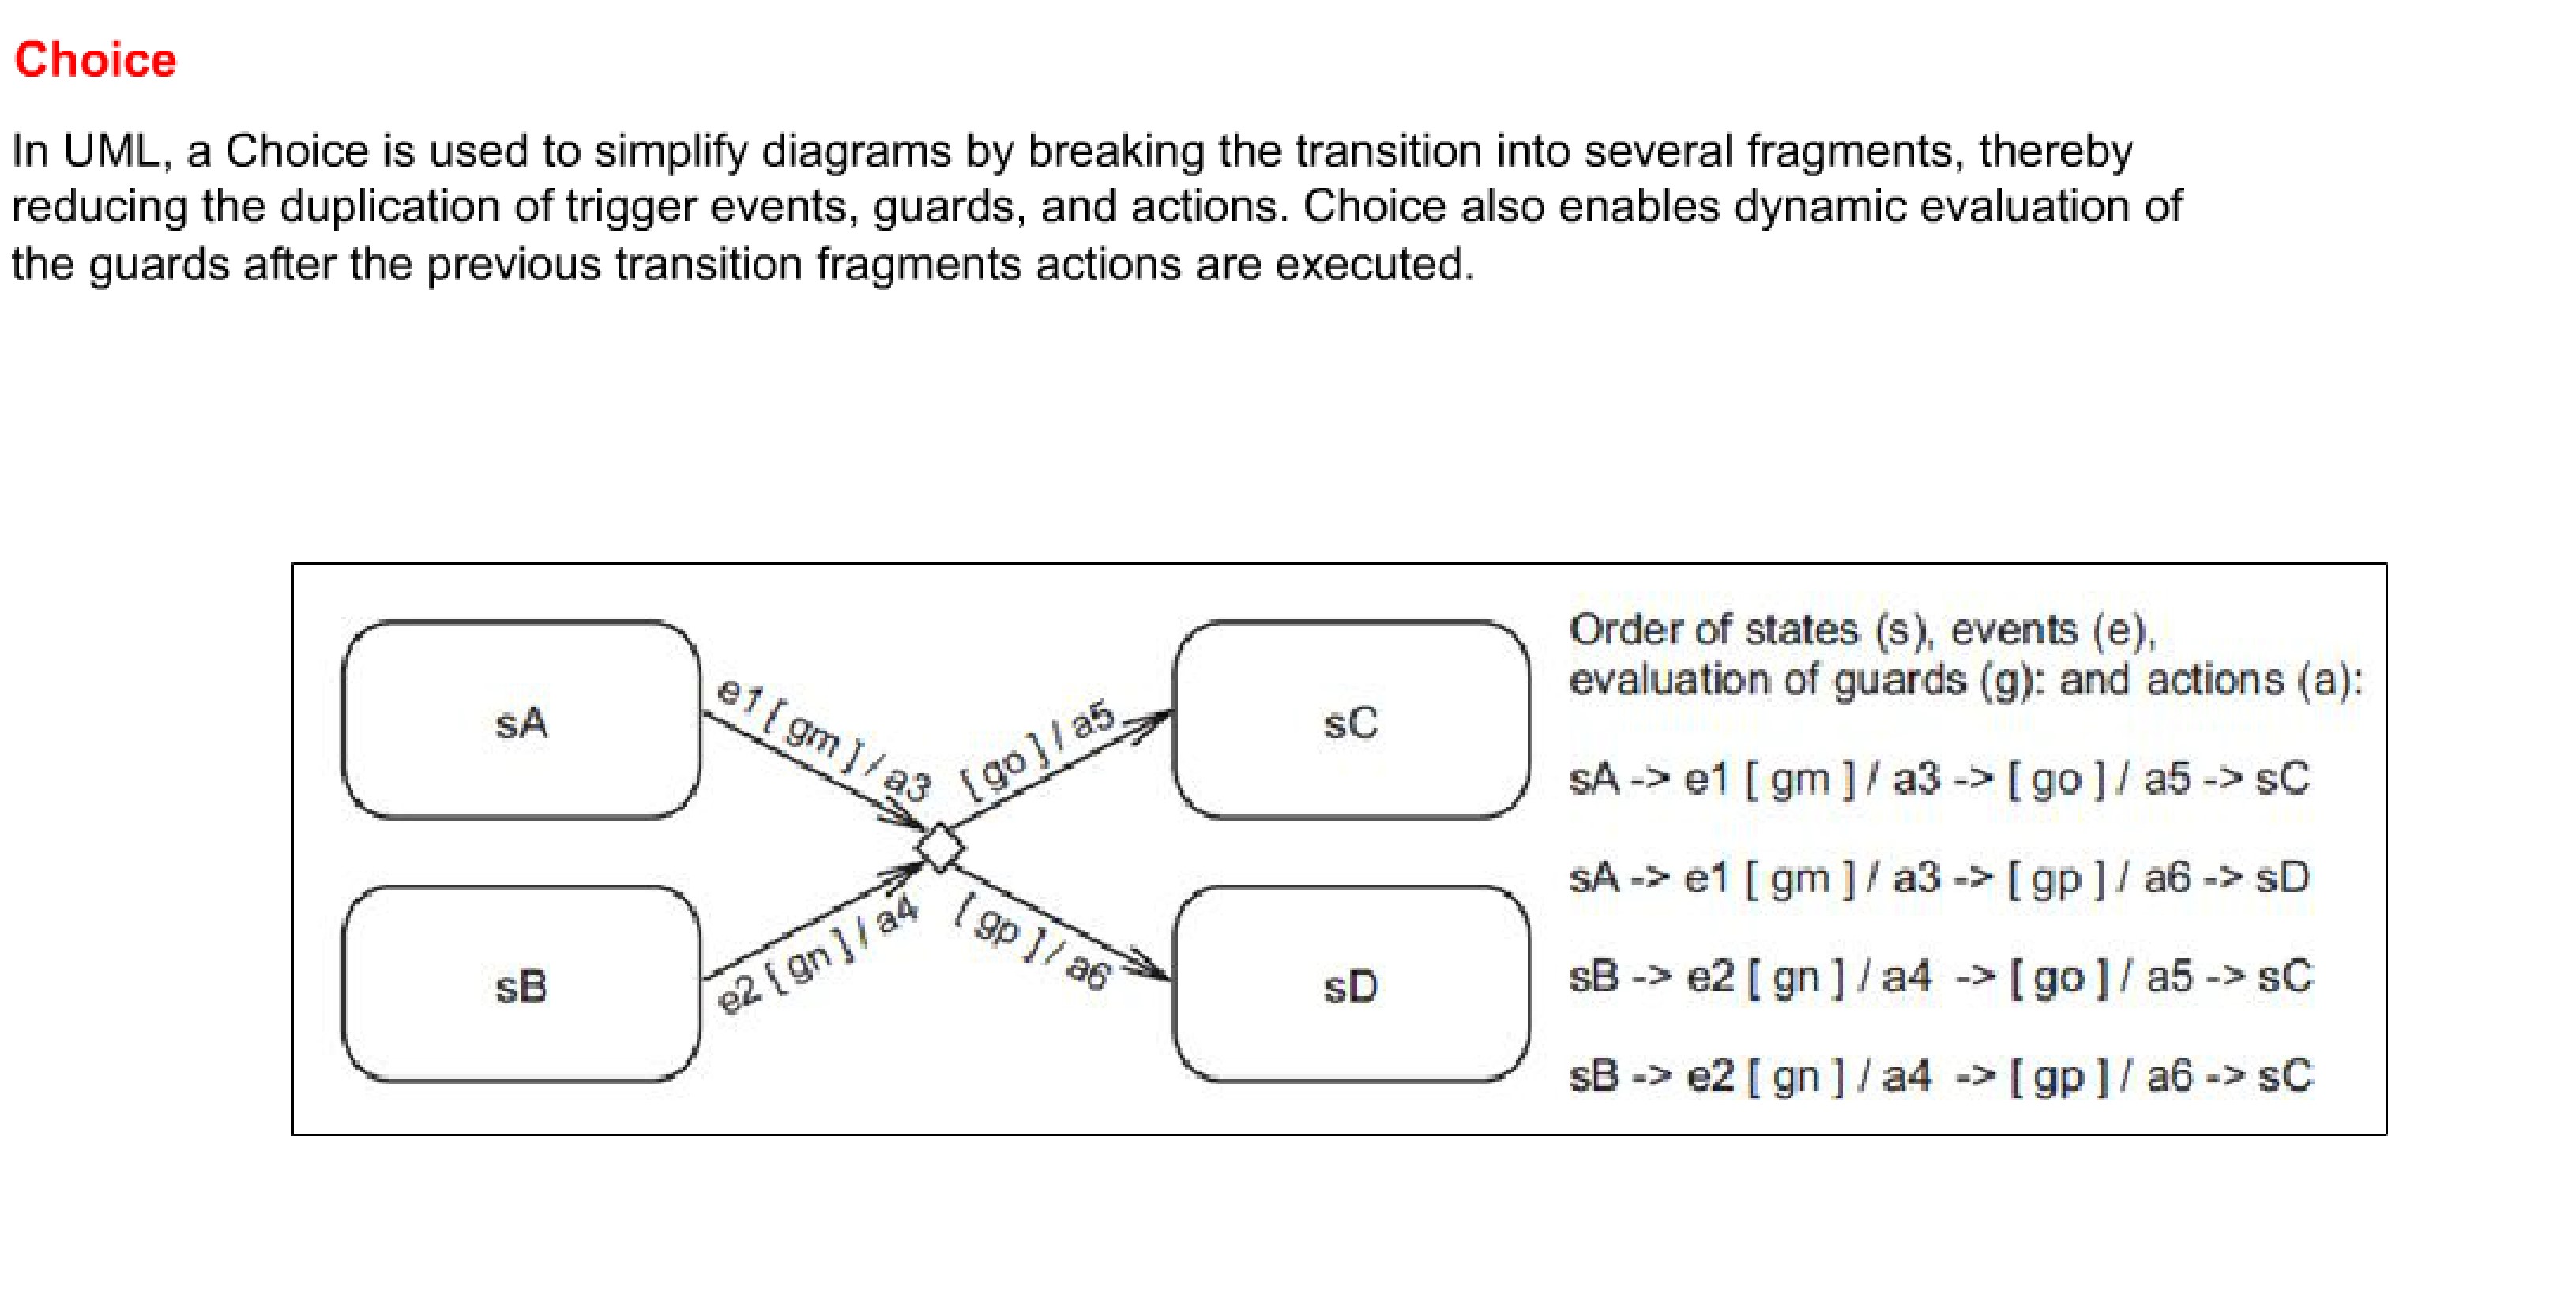 Choice
In UML, a Choice is used to simplify diagrams by breaking the transition into several fragments, thereby
reducing the duplication of trigger events, guards, and actions. Choice also enables dynamic evaluation of
the guards after the previous transition fragments actions are executed.
sA
e1 [ gm ] / a3
[ go ] / a5
sC
sB
e2 [ gn ] / a4
[ gp ] / a6
sD
Order of states (s), events (e),
evaluation of guards (g): and actions (a):
sA -> e1 [ gm ] / a3 -> [ go ] / a5 -> sC
sA -> e1 [ gm ] / a3 -> [ gp ] / a6 -> sD
sB -> e2 [ gn ] / a4 -> [ go ] / a5 -> sC
sB -> e2 [ gn ] / a4 -> [ gp ] / a6 -> sC